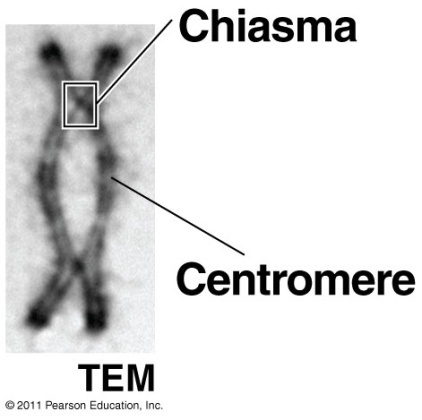 Chiasma
Centromere
TEM
© 2011 Pearson Education, Inc.